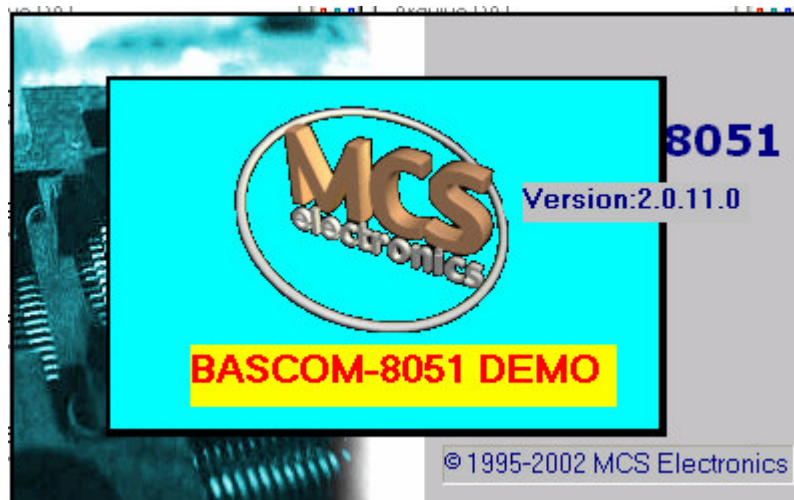 8051
MCS
electronics
Version:2.0.11.0
BASCOM-8051 DEMO
© 1995-2002 MCS Electronics